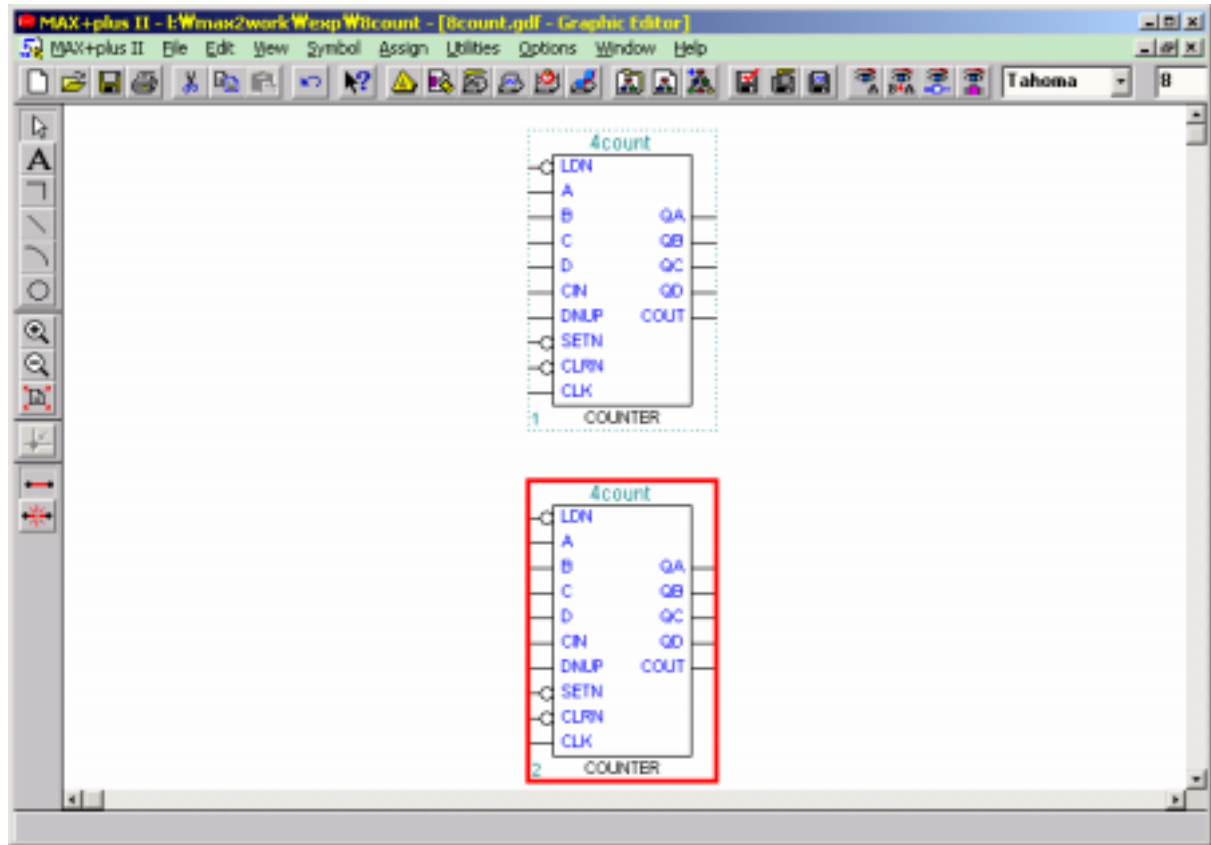 MAX+plus II - I:₩max2work₩exp₩8count - [8count.gdf - Graphic Editor]
MAX+plus II File Edit View Symbol Assign Utilities Options Window Help
Tahoma 8
A
4count
LDN
A
B QA
C QB
D QC
CIN QD
DNUP COUT
SETN
CLRN
CLK
1 COUNTER
4count
LDN
A
B QA
C QB
D QC
CIN QD
DNUP COUT
SETN
CLRN
CLK
2 COUNTER